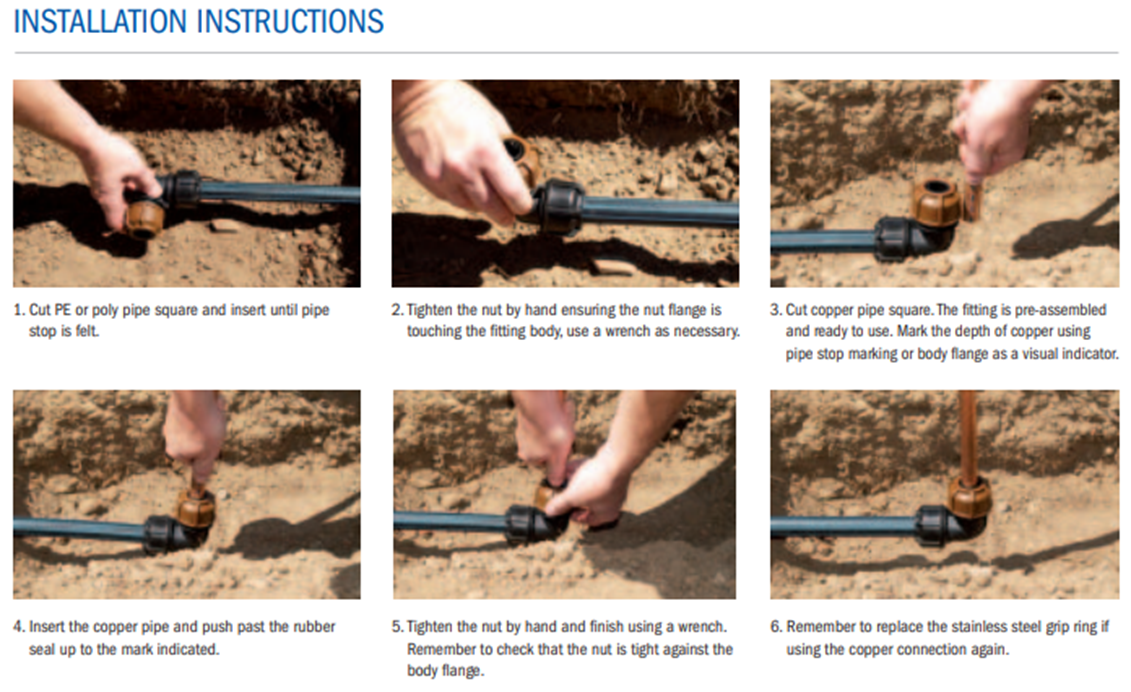 INSTALLATION INSTRUCTIONS
1. Cut PE or poly pipe square and insert until pipe
stop is felt.
2. Tighten the nut by hand ensuring the nut flange is
touching the fitting body, use a wrench as necessary.
3. Cut copper pipe square. The fitting is pre-assembled
and ready to use. Mark the depth of copper using
pipe stop marking or body flange as a visual indicator.
4. Insert the copper pipe and push past the rubber
seal up to the mark indicated.
5. Tighten the nut by hand and finish using a wrench.
Remember to check that the nut is tight against the
body flange.
6. Remember to replace the stainless steel grip ring if
using the copper connection again.